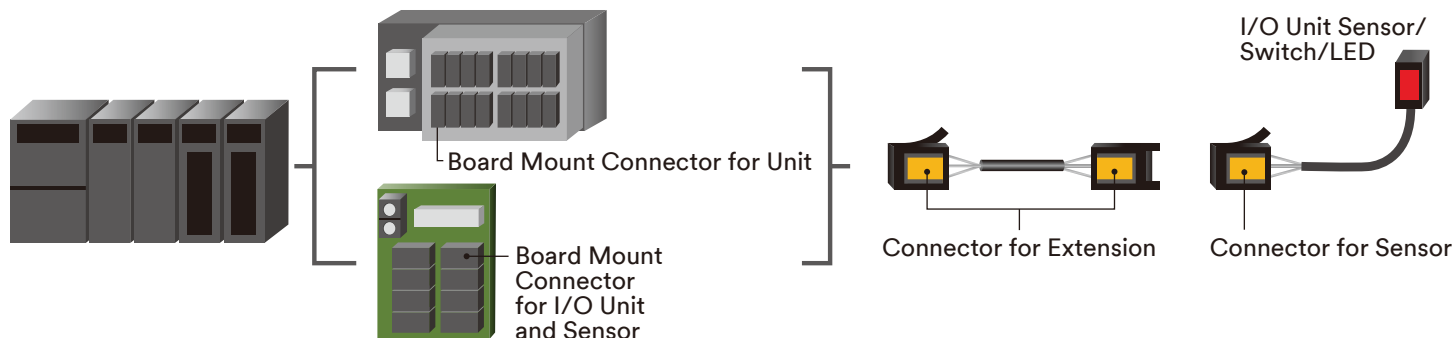 I/O Unit Sensor/
Switch/LED
Board Mount Connector for Unit
Board Mount
Connector
for I/O Unit
and Sensor
Connector for Extension
Connector for Sensor